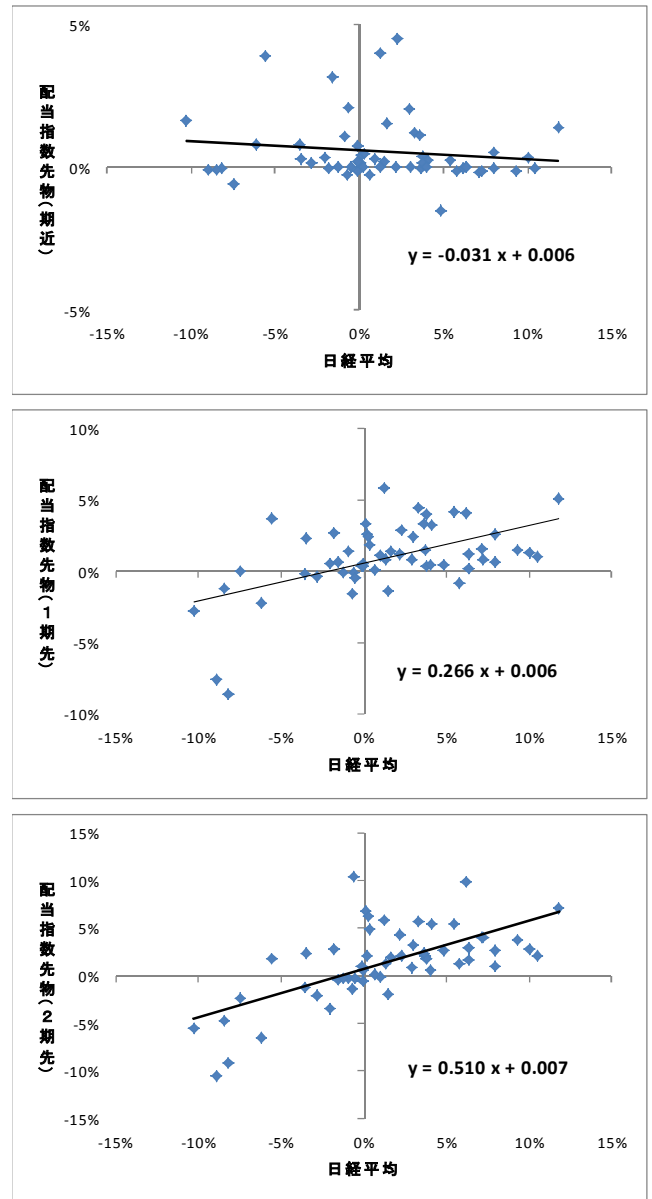 5%
配当指数先物(期近)
0%
y = -0.031 x + 0.006
-5%
-15% -10% -5% 0% 5% 10% 15%
日経平均
10%
5%
配当指数先物(1期先)
0%
-5%
y = 0.266 x + 0.006
-10%
-15% -10% -5% 0% 5% 10% 15%
日経平均
15%
10%
5%
配当指数先物(2期先)
0%
-5%
y = 0.510 x + 0.007
-10%
-15%
-15% -10% -5% 0% 5% 10% 15%
日経平均